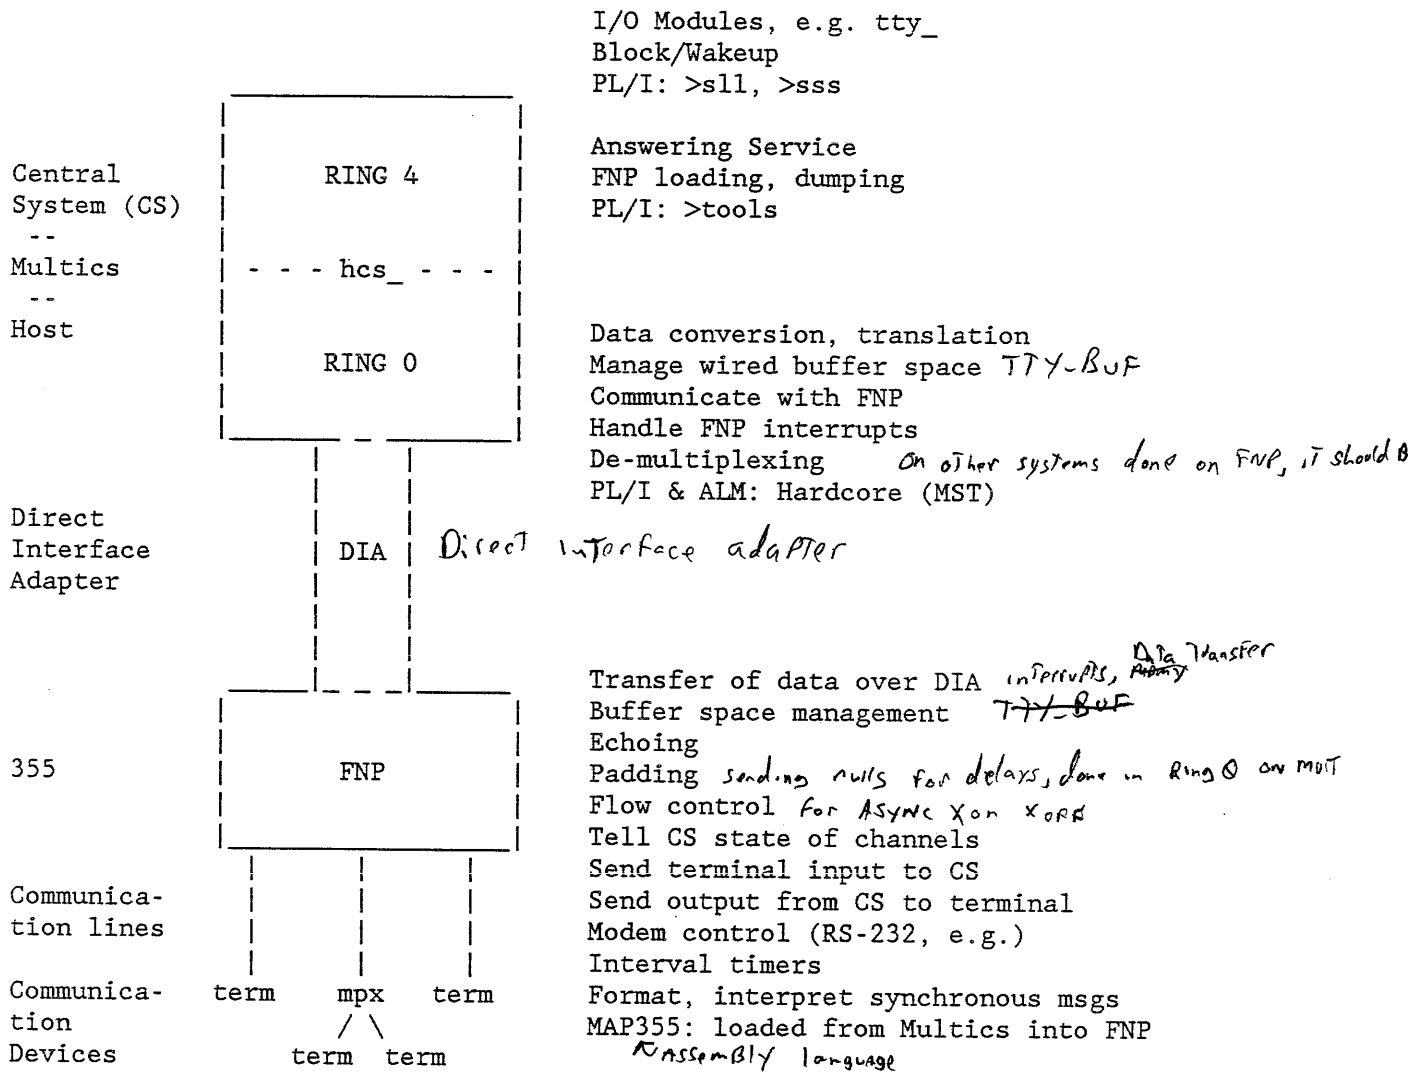 I/O Modules, e.g. tty_
Block/Wakeup
PL/I: >sll, >sss
Answering Service
FNP loading, dumping
PL/I: >tools
Central
System (CS)
--
Multics
--
Host
RING 4
- - - hcs_ - - -
RING 0
Data conversion, translation
Manage wired buffer space TTY-BUF
Communicate with FNP
Handle FNP interrupts
De-multiplexing On other systems done on FNP, it should B
PL/I & ALM: Hardcore (MST)
Direct
Interface
Adapter
DIA
Direct interface adapter
Transfer of data over DIA interrupts, Data Transfer
Buffer space management TTY-BUF
Echoing
Padding sending nulls for delays, done in Ring 0 on MULT
Flow control for ASYNC Xon Xoff
Tell CS state of channels
Send terminal input to CS
Send output from CS to terminal
Modem control (RS-232, e.g.)
Interval timers
Format, interpret synchronous msgs
MAP355: loaded from Multics into FNP
Assembly language
355
FNP
Communica-
tion lines
Communica-
tion
Devices
term mpx term
term term